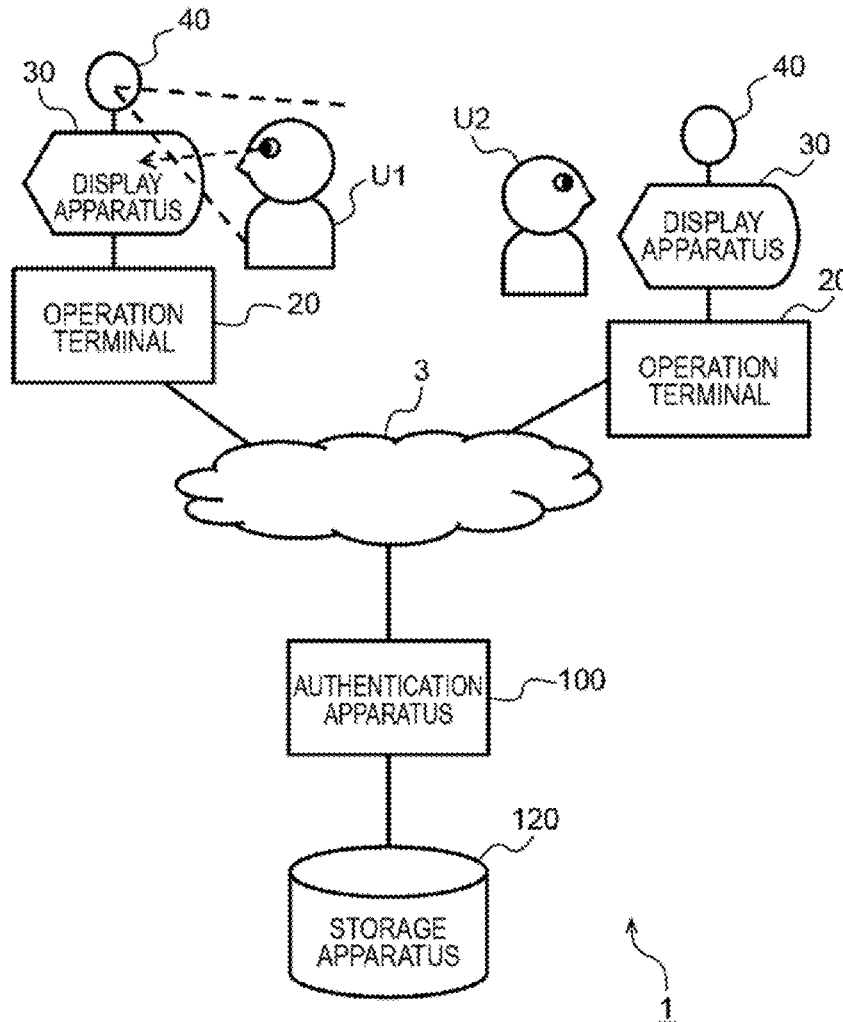 40
30
DISPLAY
APPARATUS
U1
OPERATION
TERMINAL
20
U2
40
30
DISPLAY
APPARATUS
20
OPERATION
TERMINAL
3
AUTHENTICATION
APPARATUS
100
120
STORAGE
APPARATUS
1